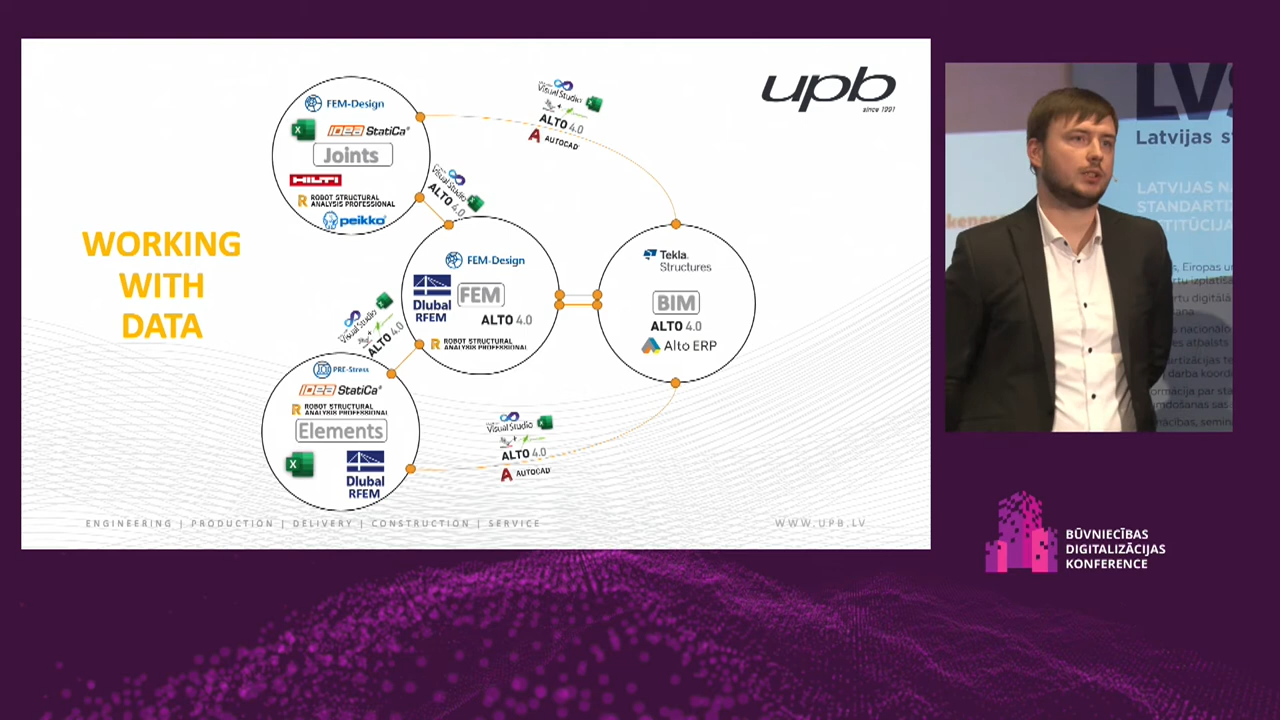 WORKING
WITH
DATA
upb
since 1991
FEM-Design
IDEA StatiCa®
Joints
HILTI
ROBOT STRUCTURAL
ANALYSIS PROFESSIONAL
peikko
Visual Studio
ALTO 4.0
AUTOCAD
Visual Studio
ALTO 4.0
FEM-Design
Dlubal
RFEM
FEM
ALTO 4.0
ROBOT STRUCTURAL
ANALYSIS PROFESSIONAL
Tekla
Structures
BIM
ALTO 4.0
Alto ERP
Visual Studio
ALTO 4.0
PRE-Stress
IDEA StatiCa®
ROBOT STRUCTURAL
ANALYSIS PROFESSIONAL
Elements
Dlubal
RFEM
Visual Studio
ALTO 4.0
AUTOCAD
ENGINEERING | PRODUCTION | DELIVERY | CONSTRUCTION | SERVICE
WWW.UPB.LV
LVS
Latvijas s
LATVIJAS NA
STANDARTIZ
INSTITŪCIJA
BŪVNIECĪBAS
DIGITALIZĀCIJAS
KONFERENCE